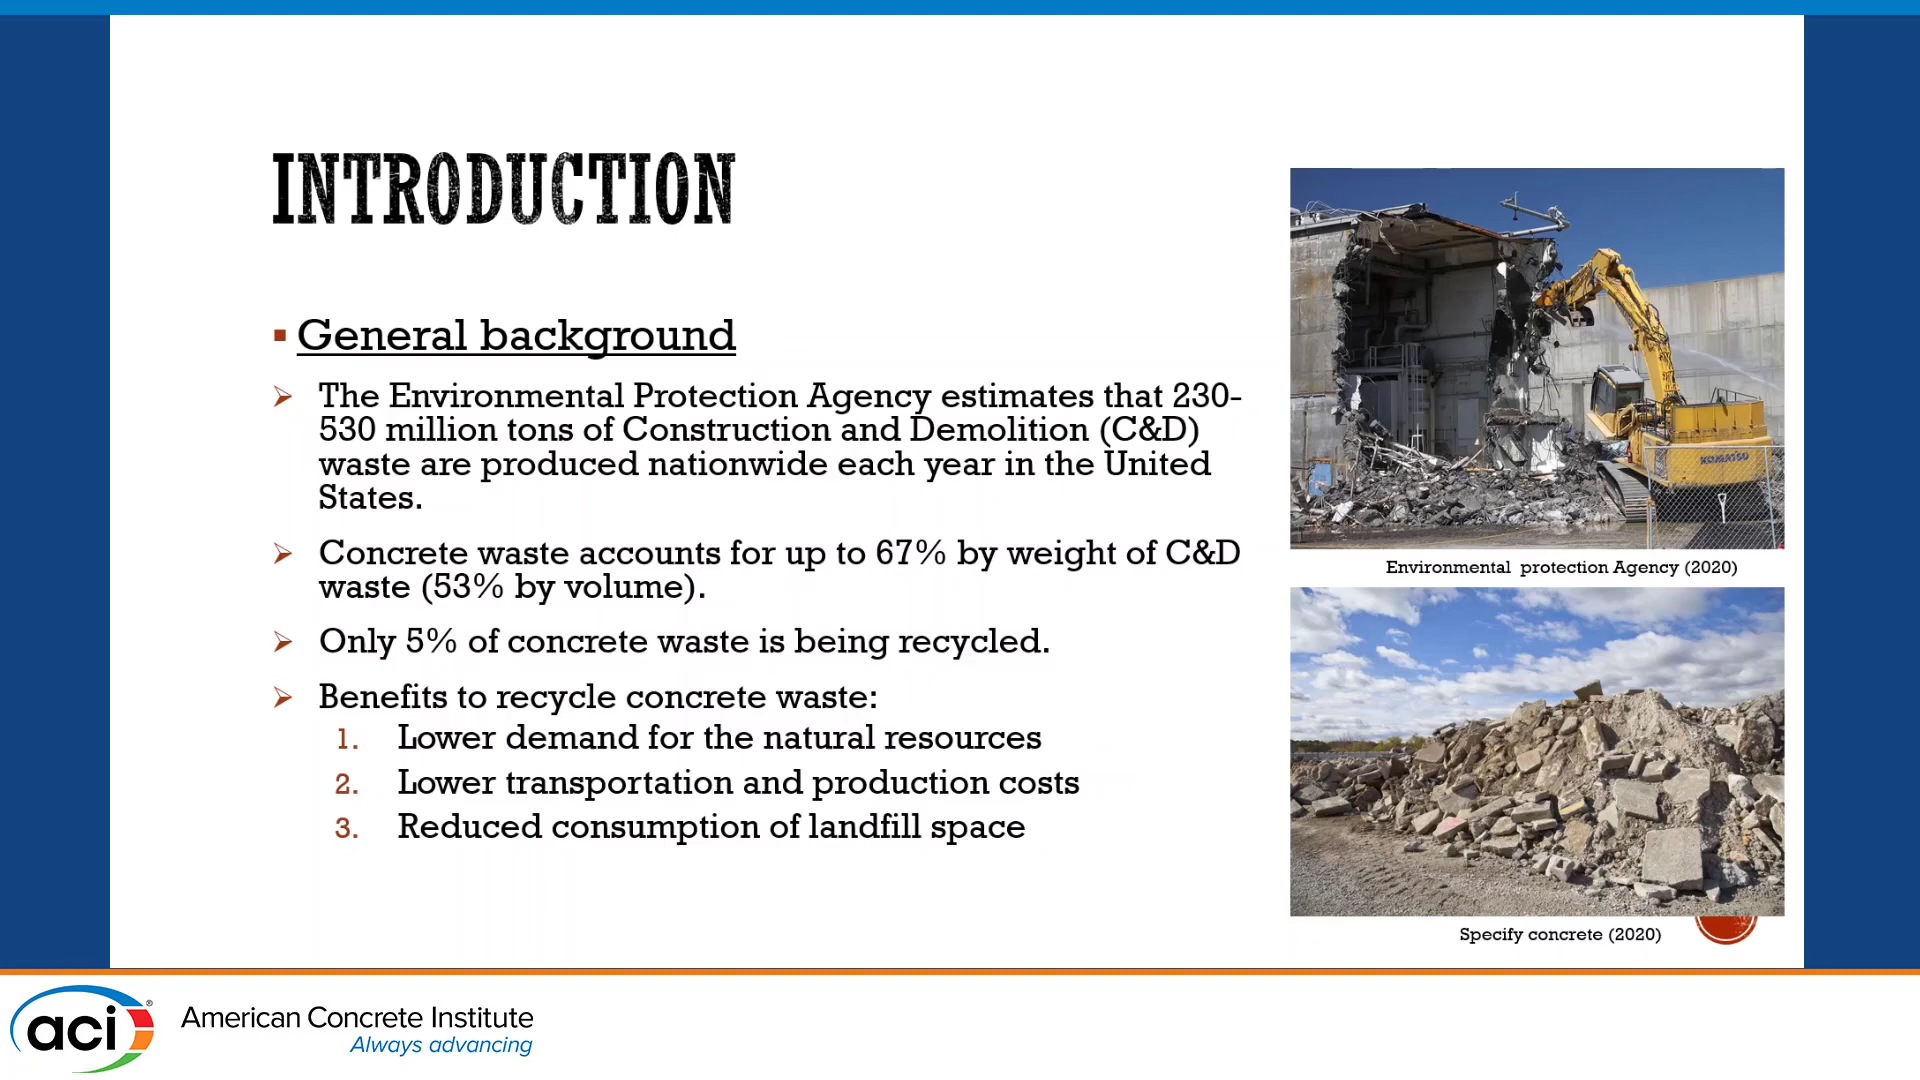 INTRODUCTION
▪ General background
➢ The Environmental Protection Agency estimates that 230-
530 million tons of Construction and Demolition (C&D)
waste are produced nationwide each year in the United
States.
➢ Concrete waste accounts for up to 67% by weight of C&D
waste (53% by volume).
➢ Only 5% of concrete waste is being recycled.
➢ Benefits to recycle concrete waste:
1. Lower demand for the natural resources
2. Lower transportation and production costs
3. Reduced consumption of landfill space
KOMATSU
Environmental protection Agency (2020)
Specify concrete (2020)
aci®
American Concrete Institute
Always advancing